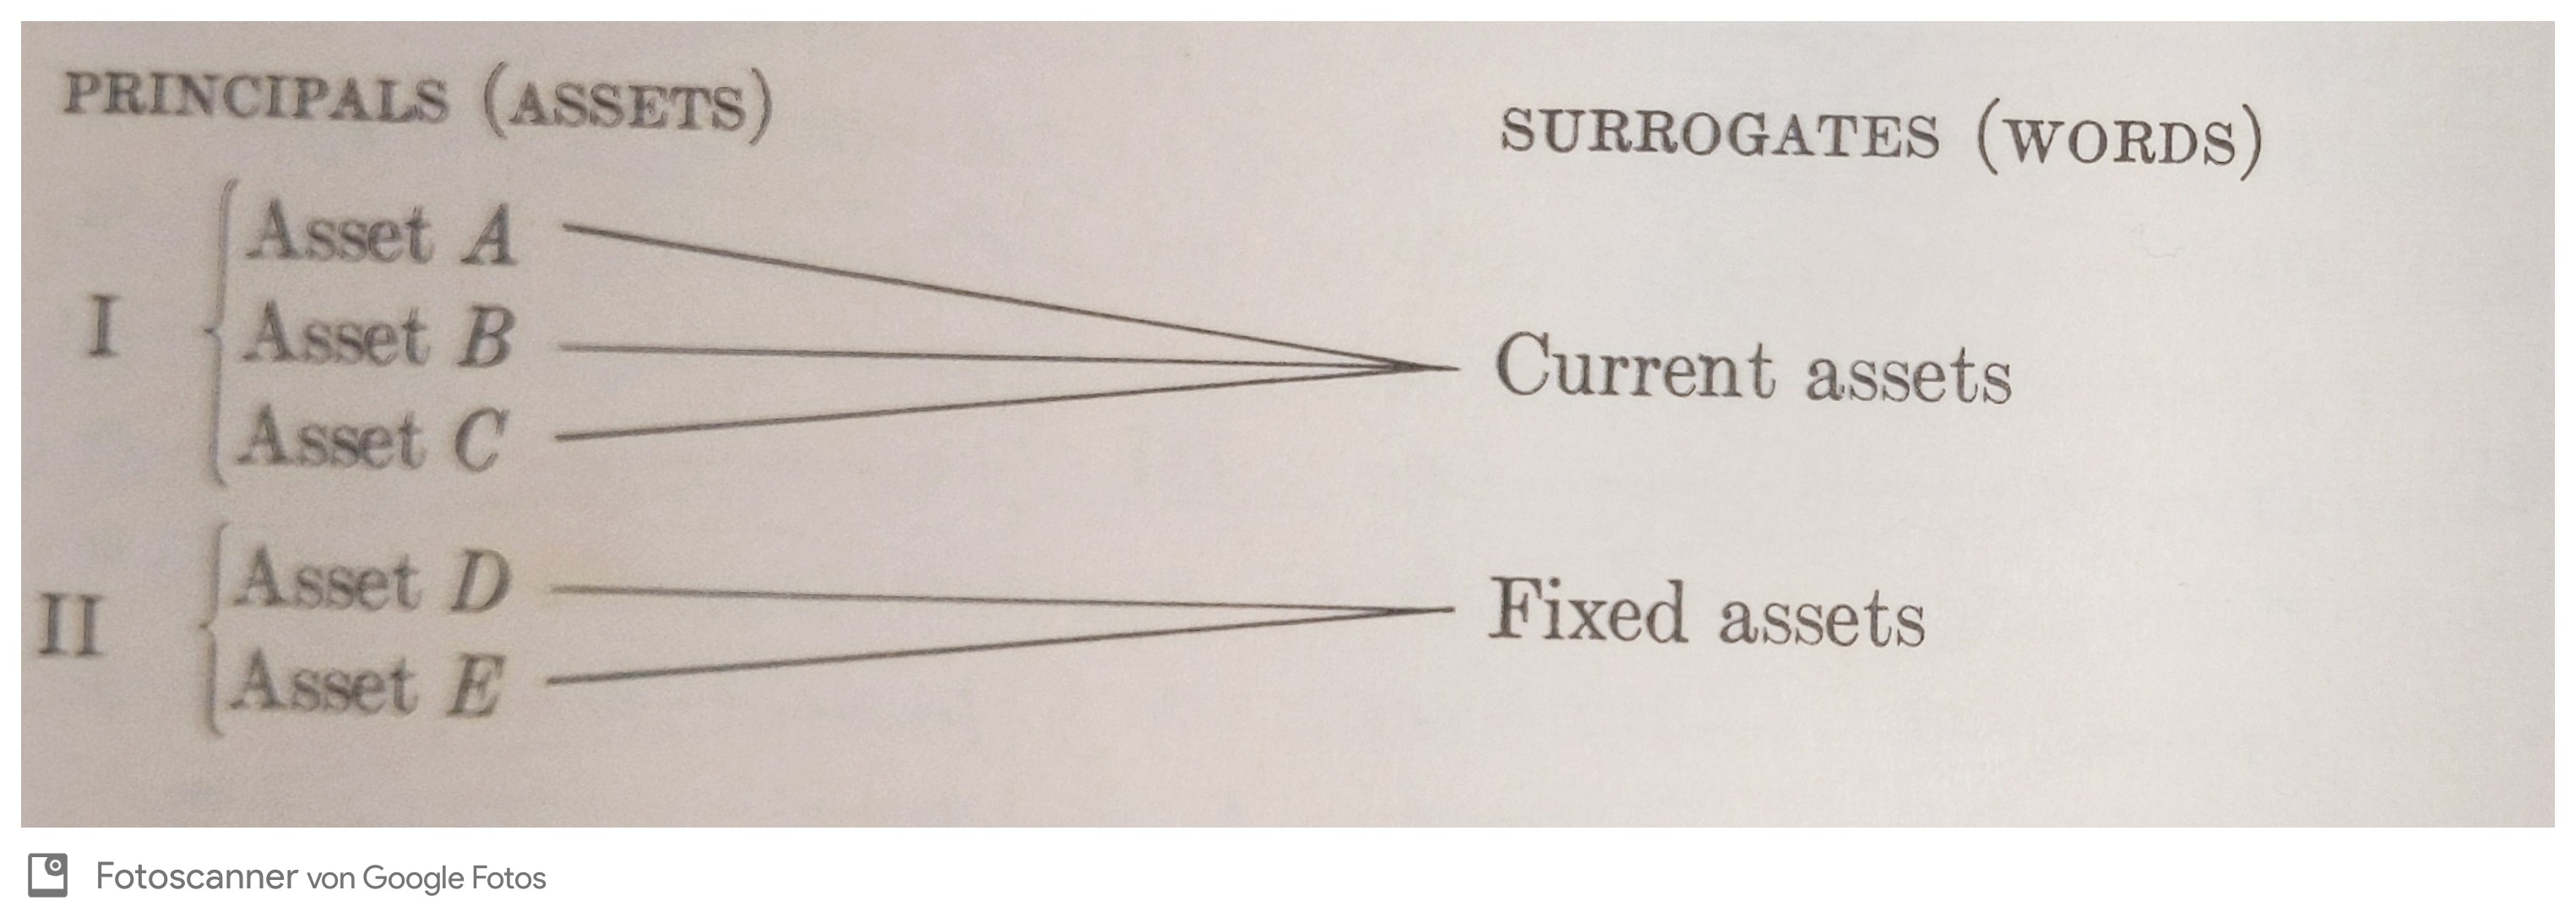 PRINCIPALS (ASSETS)
SURROGATES (WORDS)
I
Asset A
Asset B
Asset C
Current assets
II
Asset D
Asset E
Fixed assets
Fotoscanner von Google Fotos